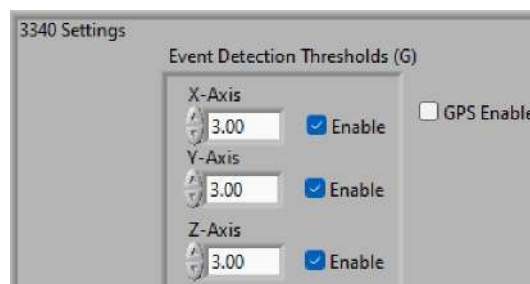 3340 Settings
Event Detection Thresholds (G)
X-Axis
3.00 Enable
GPS Enable
Y-Axis
3.00 Enable
Z-Axis
3.00 Enable